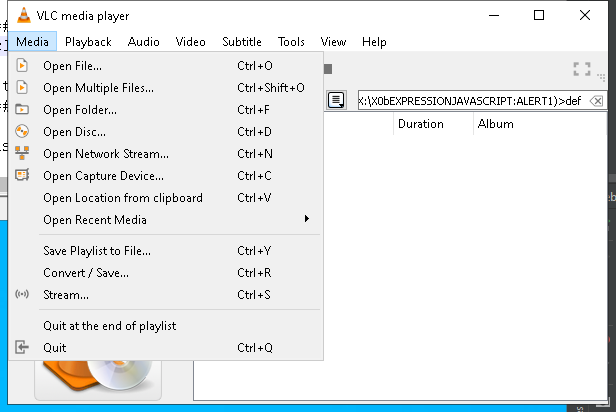 VLC media player
Media Playback Audio Video Subtitle Tools View Help
Open File... Ctrl+O
Open Multiple Files... Ctrl+Shift+O
Open Folder... Ctrl+F
X:\X0bEXPRESSIONJAVASCRIPT:ALERT1)>def
Open Disc... Ctrl+D
Duration Album
Open Network Stream... Ctrl+N
Open Capture Device... Ctrl+C
Open Location from clipboard Ctrl+V
Open Recent Media
Save Playlist to File... Ctrl+Y
Convert / Save... Ctrl+R
Stream... Ctrl+S
Quit at the end of playlist
Quit Ctrl+Q